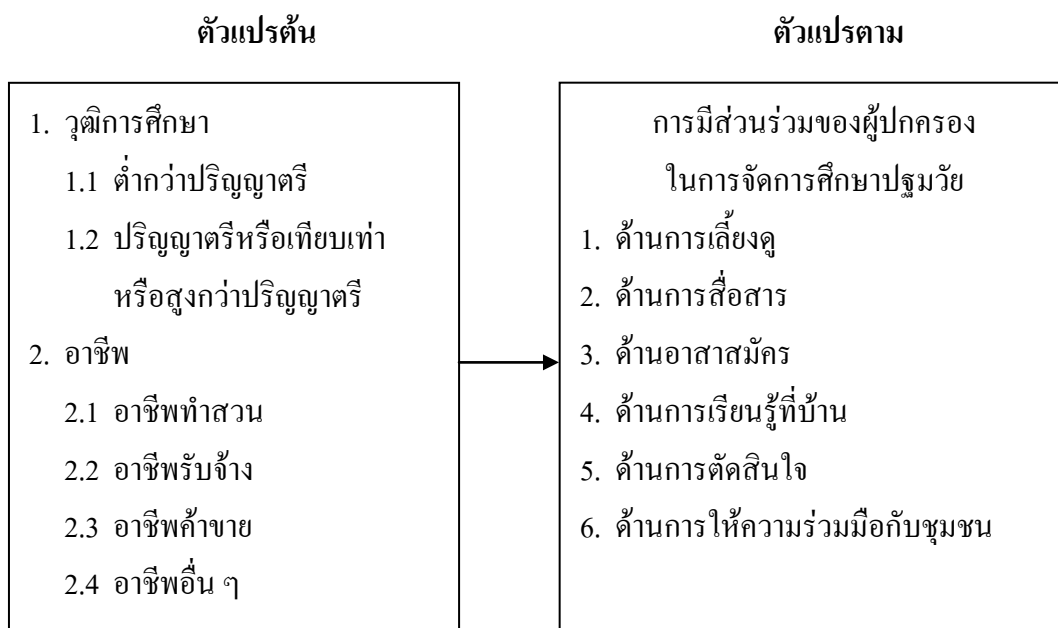 ตัวแปรต้น
1. วุฒิการศึกษา
1.1 ต่ำกว่าปริญญาตรี
1.2 ปริญญาตรีหรือเทียบเท่า
หรือสูงกว่าปริญญาตรี
2. อาชีพ
2.1 อาชีพทำสวน
2.2 อาชีพรับจ้าง
2.3 อาชีพค้าขาย
2.4 อาชีพอื่น ๆ
ตัวแปรตาม
การมีส่วนร่วมของผู้ปกครอง
ในการจัดการศึกษาปฐมวัย
1. ด้านการเลี้ยงดู
2. ด้านการสื่อสาร
3. ด้านอาสาสมัคร
4. ด้านการเรียนรู้ที่บ้าน
5. ด้านการตัดสินใจ
6. ด้านการให้ความร่วมมือกับชุมชน